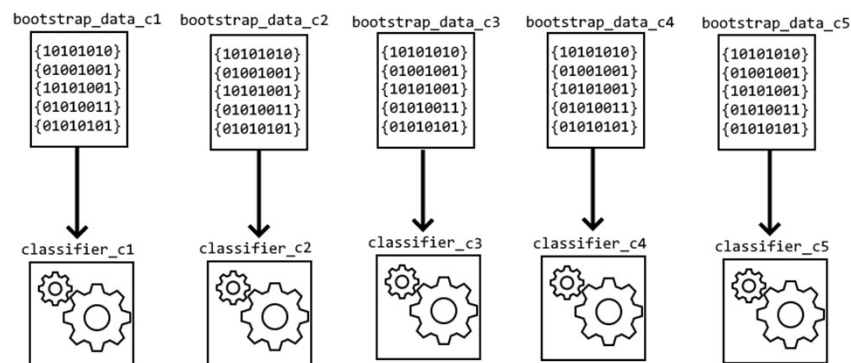 bootstrap_data_c1
{10101010}
{01001001}
{10101001}
{01010011}
{01010101}
classifier_c1
bootstrap_data_c2
{10101010}
{01001001}
{10101001}
{01010011}
{01010101}
classifier_c2
bootstrap_data_c3
{10101010}
{01001001}
{10101001}
{01010011}
{01010101}
classifier_c3
bootstrap_data_c4
{10101010}
{01001001}
{10101001}
{01010011}
{01010101}
classifier_c4
bootstrap_data_c5
{10101010}
{01001001}
{10101001}
{01010011}
{01010101}
classifier_c5